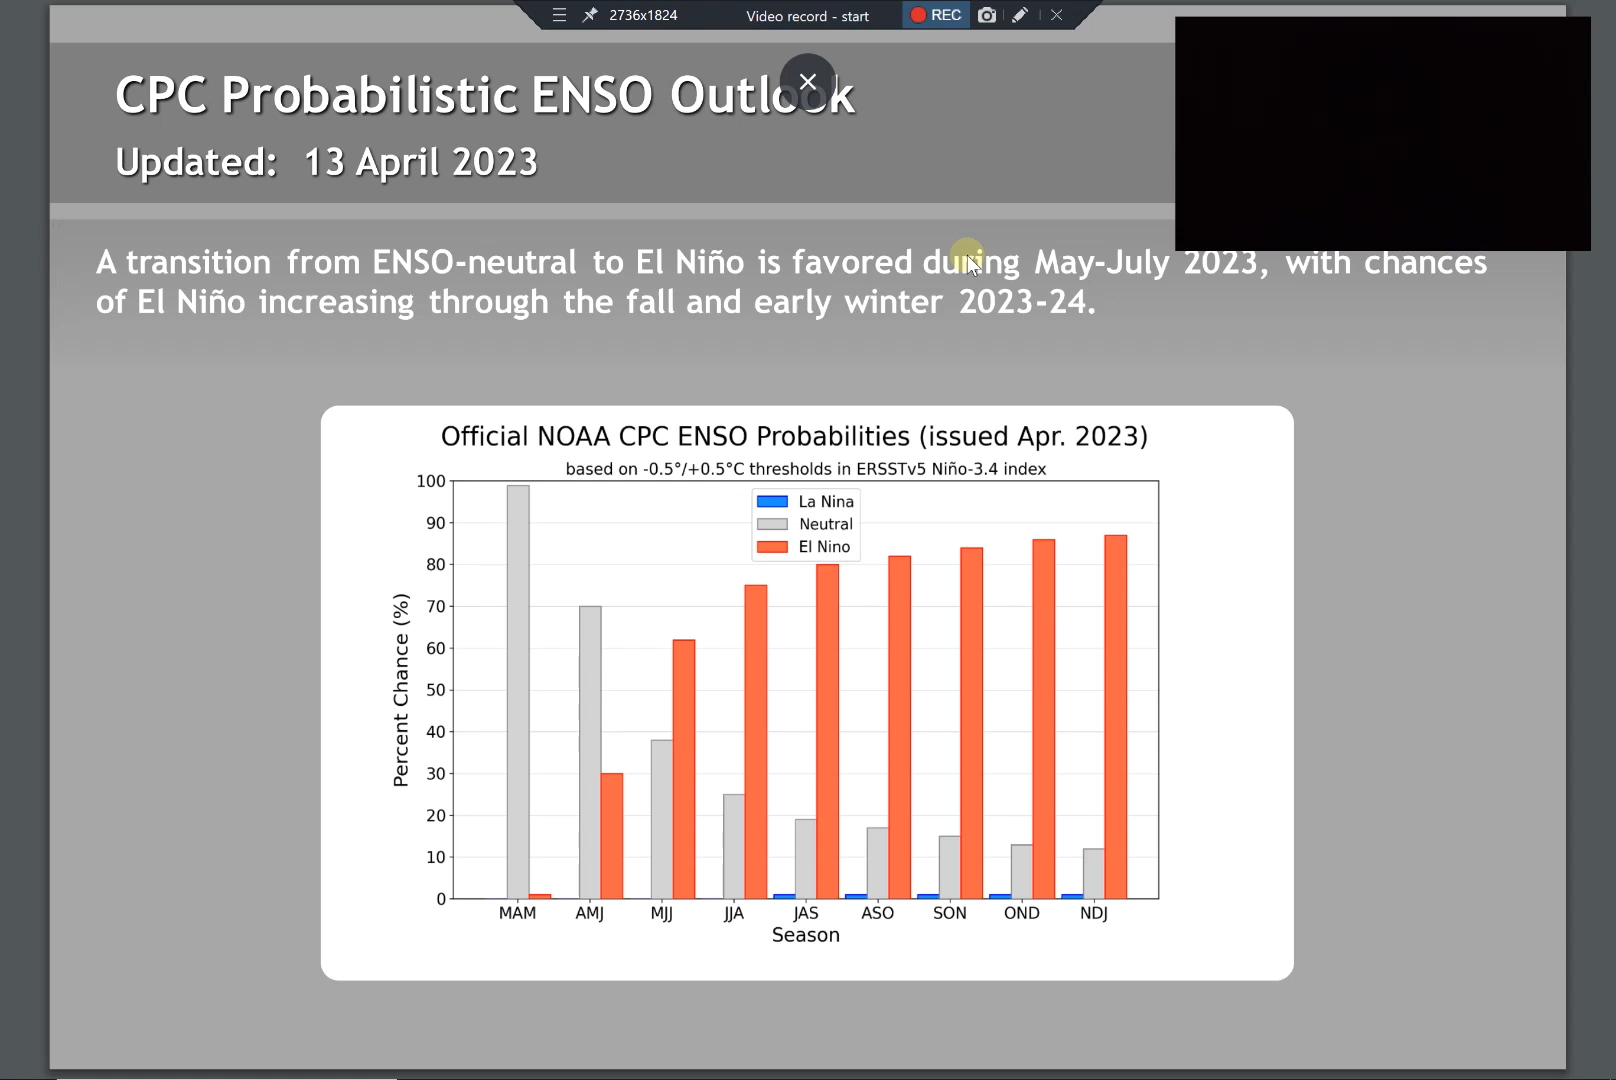 2736x1824
Video record - start
REC
CPC Probabilistic ENSO Outlook
Updated: 13 April 2023
A transition from ENSO-neutral to El Niño is favored during May-July 2023, with chances
of El Niño increasing through the fall and early winter 2023-24.
Official NOAA CPC ENSO Probabilities (issued Apr. 2023)
based on -0.5°/+0.5°C thresholds in ERSSTv5 Niño-3.4 index
La Nina
Neutral
El Nino
Percent Chance (%)
100
90
80
70
60
50
40
30
20
10
0
MAM AMJ MJJ JJA JAS ASO SON OND NDJ
Season